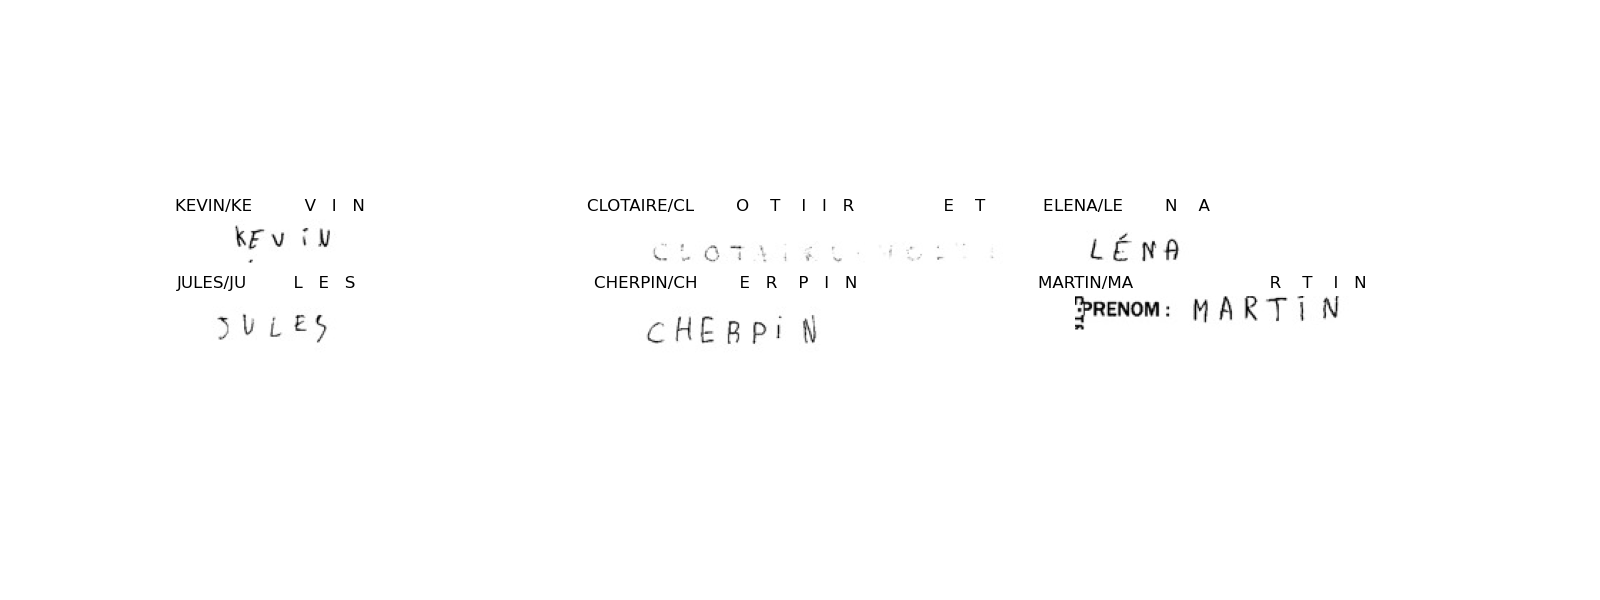 KEVIN/KE V I N CLOTAIRE/CL O T I I R E T ELENA/LE N A
KEVIN CLOTAIRE LÉNA
JULES/JU L E S CHERPIN/CH E R P I N MARTIN/MA R T I N
JULES CHERPIN PRENOM : MARTIN